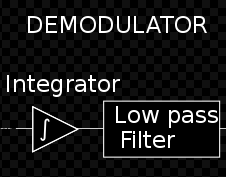 DEMODULATOR
Integrator
∫
Low pass
Filter